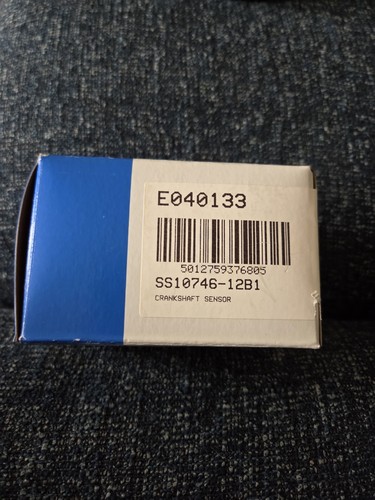 E040133
5012759376805
SS10746-12B1
CRANKSHAFT SENSOR